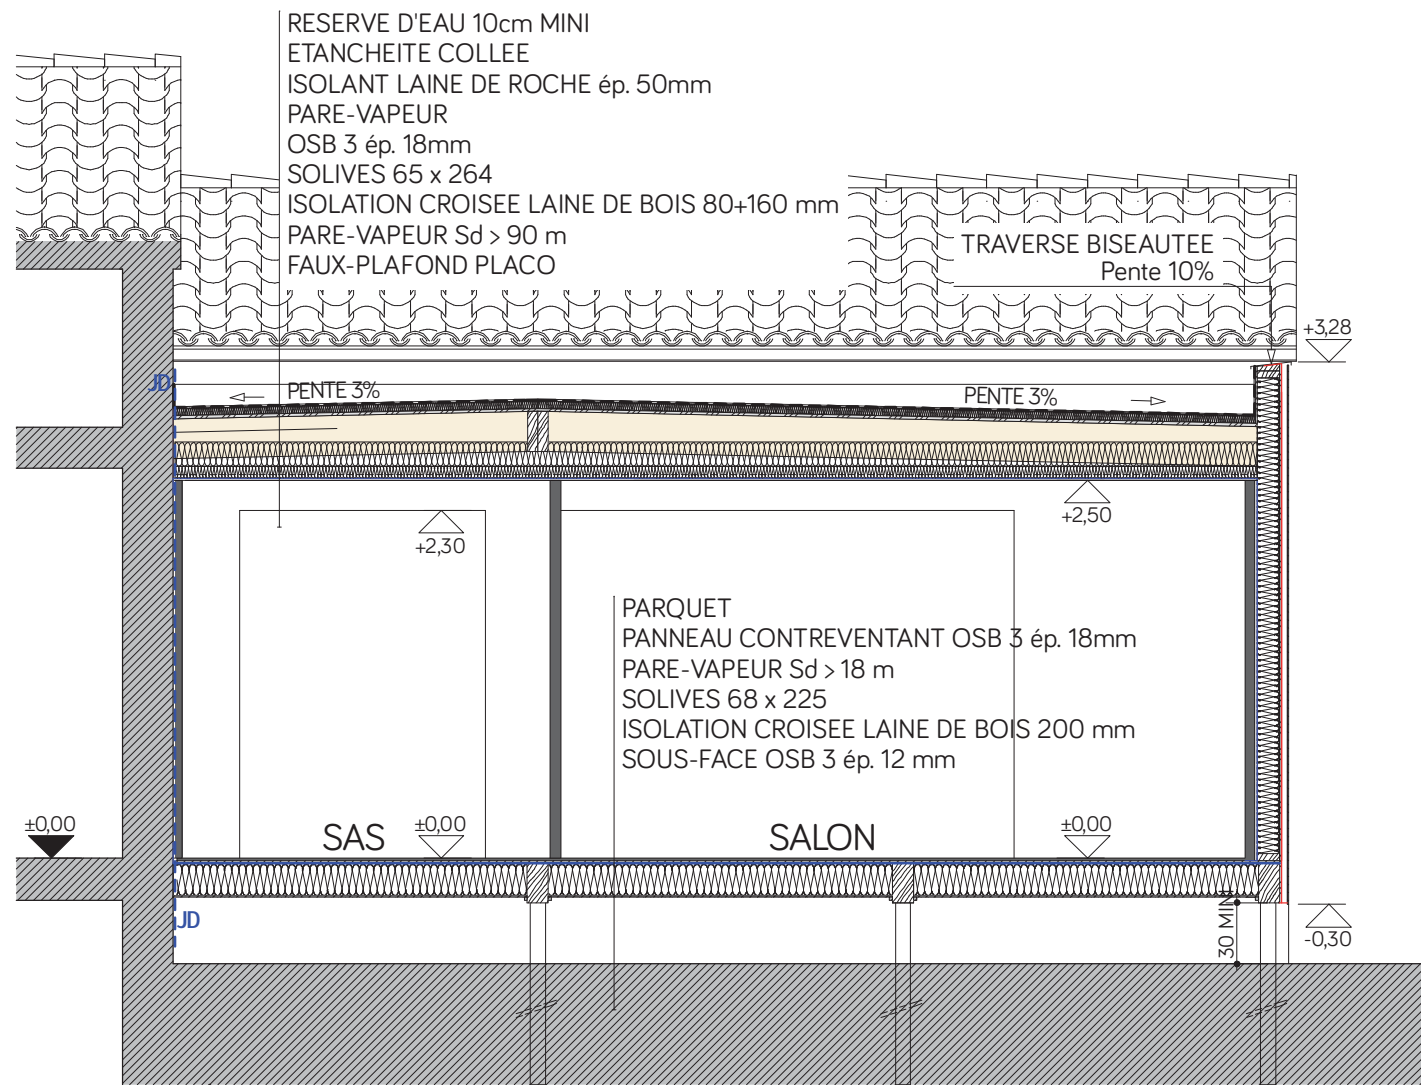 RESERVE D'EAU 10cm MINI
ETANCHEITE COLLEE
ISOLANT LAINE DE ROCHE ép. 50mm
PARE-VAPEUR
OSB 3 ép. 18mm
SOLIVES 65 x 264
ISOLATION CROISEE LAINE DE BOIS 80+160 mm
PARE-VAPEUR Sd > 90 m
FAUX-PLAFOND PLACO
TRAVERSE BISEAUTEE
Pente 10%
+3,28
JD
PENTE 3%
PENTE 3%
+2,30
+2,50
PARQUET
PANNEAU CONTREVENTANT OSB 3 ép. 18mm
PARE-VAPEUR Sd > 18 m
SOLIVES 68 x 225
ISOLATION CROISEE LAINE DE BOIS 200 mm
SOUS-FACE OSB 3 ép. 12 mm
±0,00
SAS
±0,00
SALON
±0,00
JD
30 MINI
-0,30